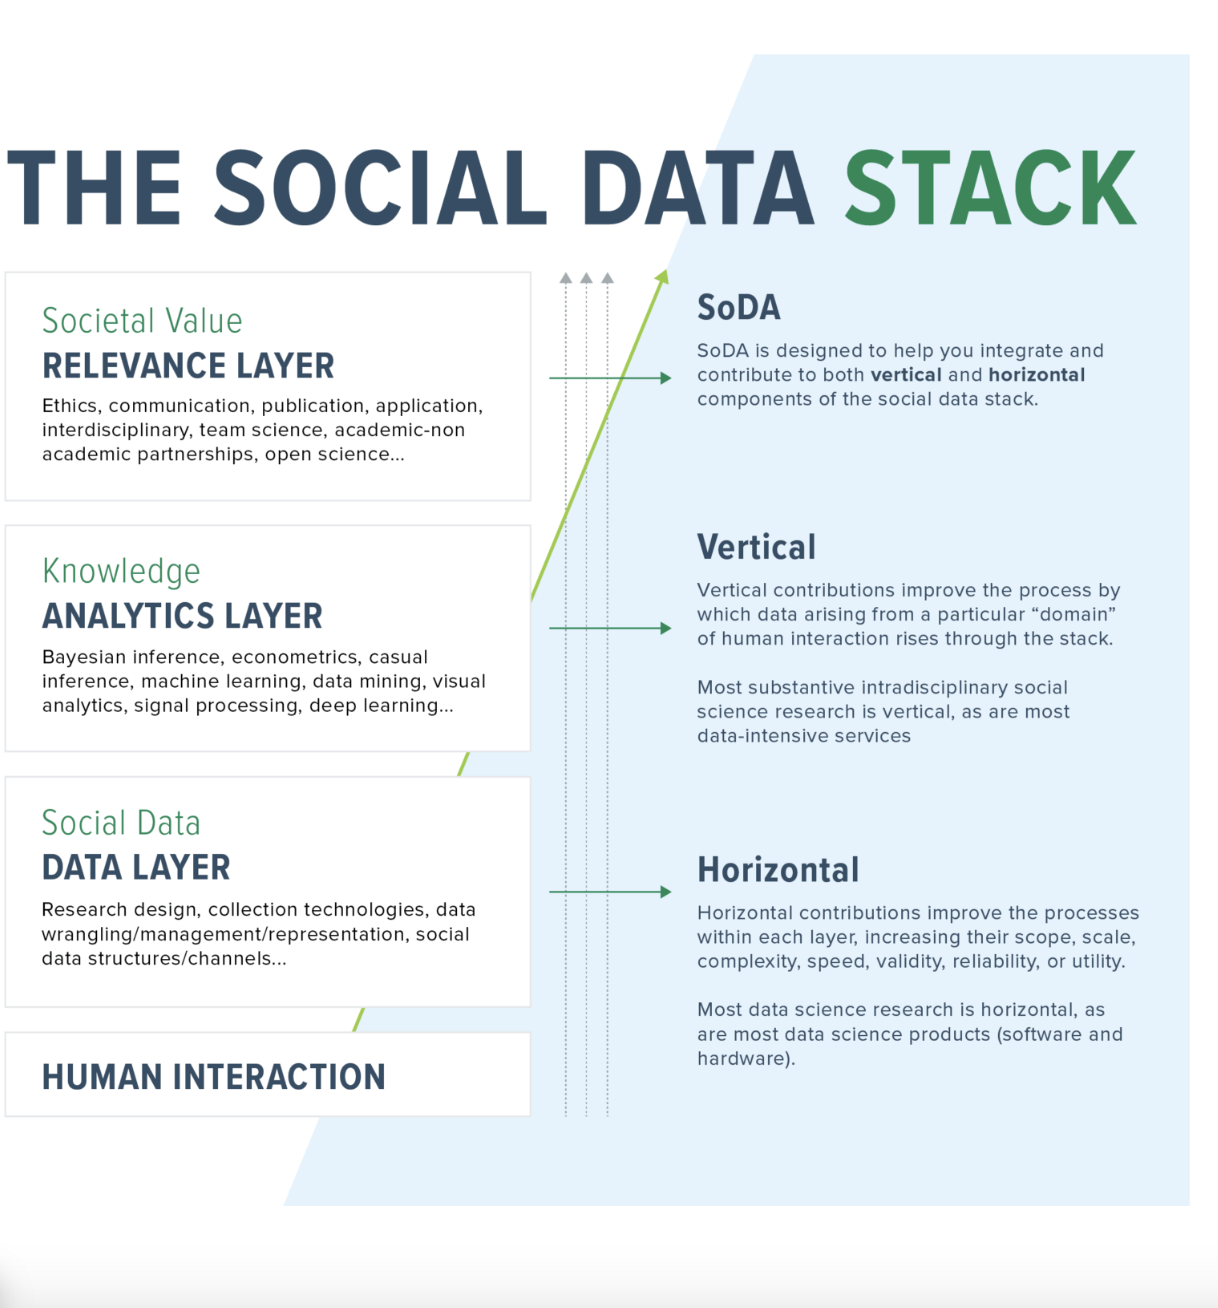 THE SOCIAL DATA STACK
Societal Value
RELEVANCE LAYER
Ethics, communication, publication, application,
interdisciplinary, team science, academic-non
academic partnerships, open science...
Knowledge
ANALYTICS LAYER
Bayesian inference, econometrics, casual
inference, machine learning, data mining, visual
analytics, signal processing, deep learning...
Social Data
DATA LAYER
Research design, collection technologies, data
wrangling/management/representation, social
data structures/channels...
HUMAN INTERACTION
SoDA
SoDA is designed to help you integrate and
contribute to both vertical and horizontal
components of the social data stack.
Vertical
Vertical contributions improve the process by
which data arising from a particular “domain”
of human interaction rises through the stack.
Most substantive intradisciplinary social
science research is vertical, as are most
data-intensive services
Horizontal
Horizontal contributions improve the processes
within each layer, increasing their scope, scale,
complexity, speed, validity, reliability, or utility.
Most data science research is horizontal, as
are most data science products (software and
hardware).